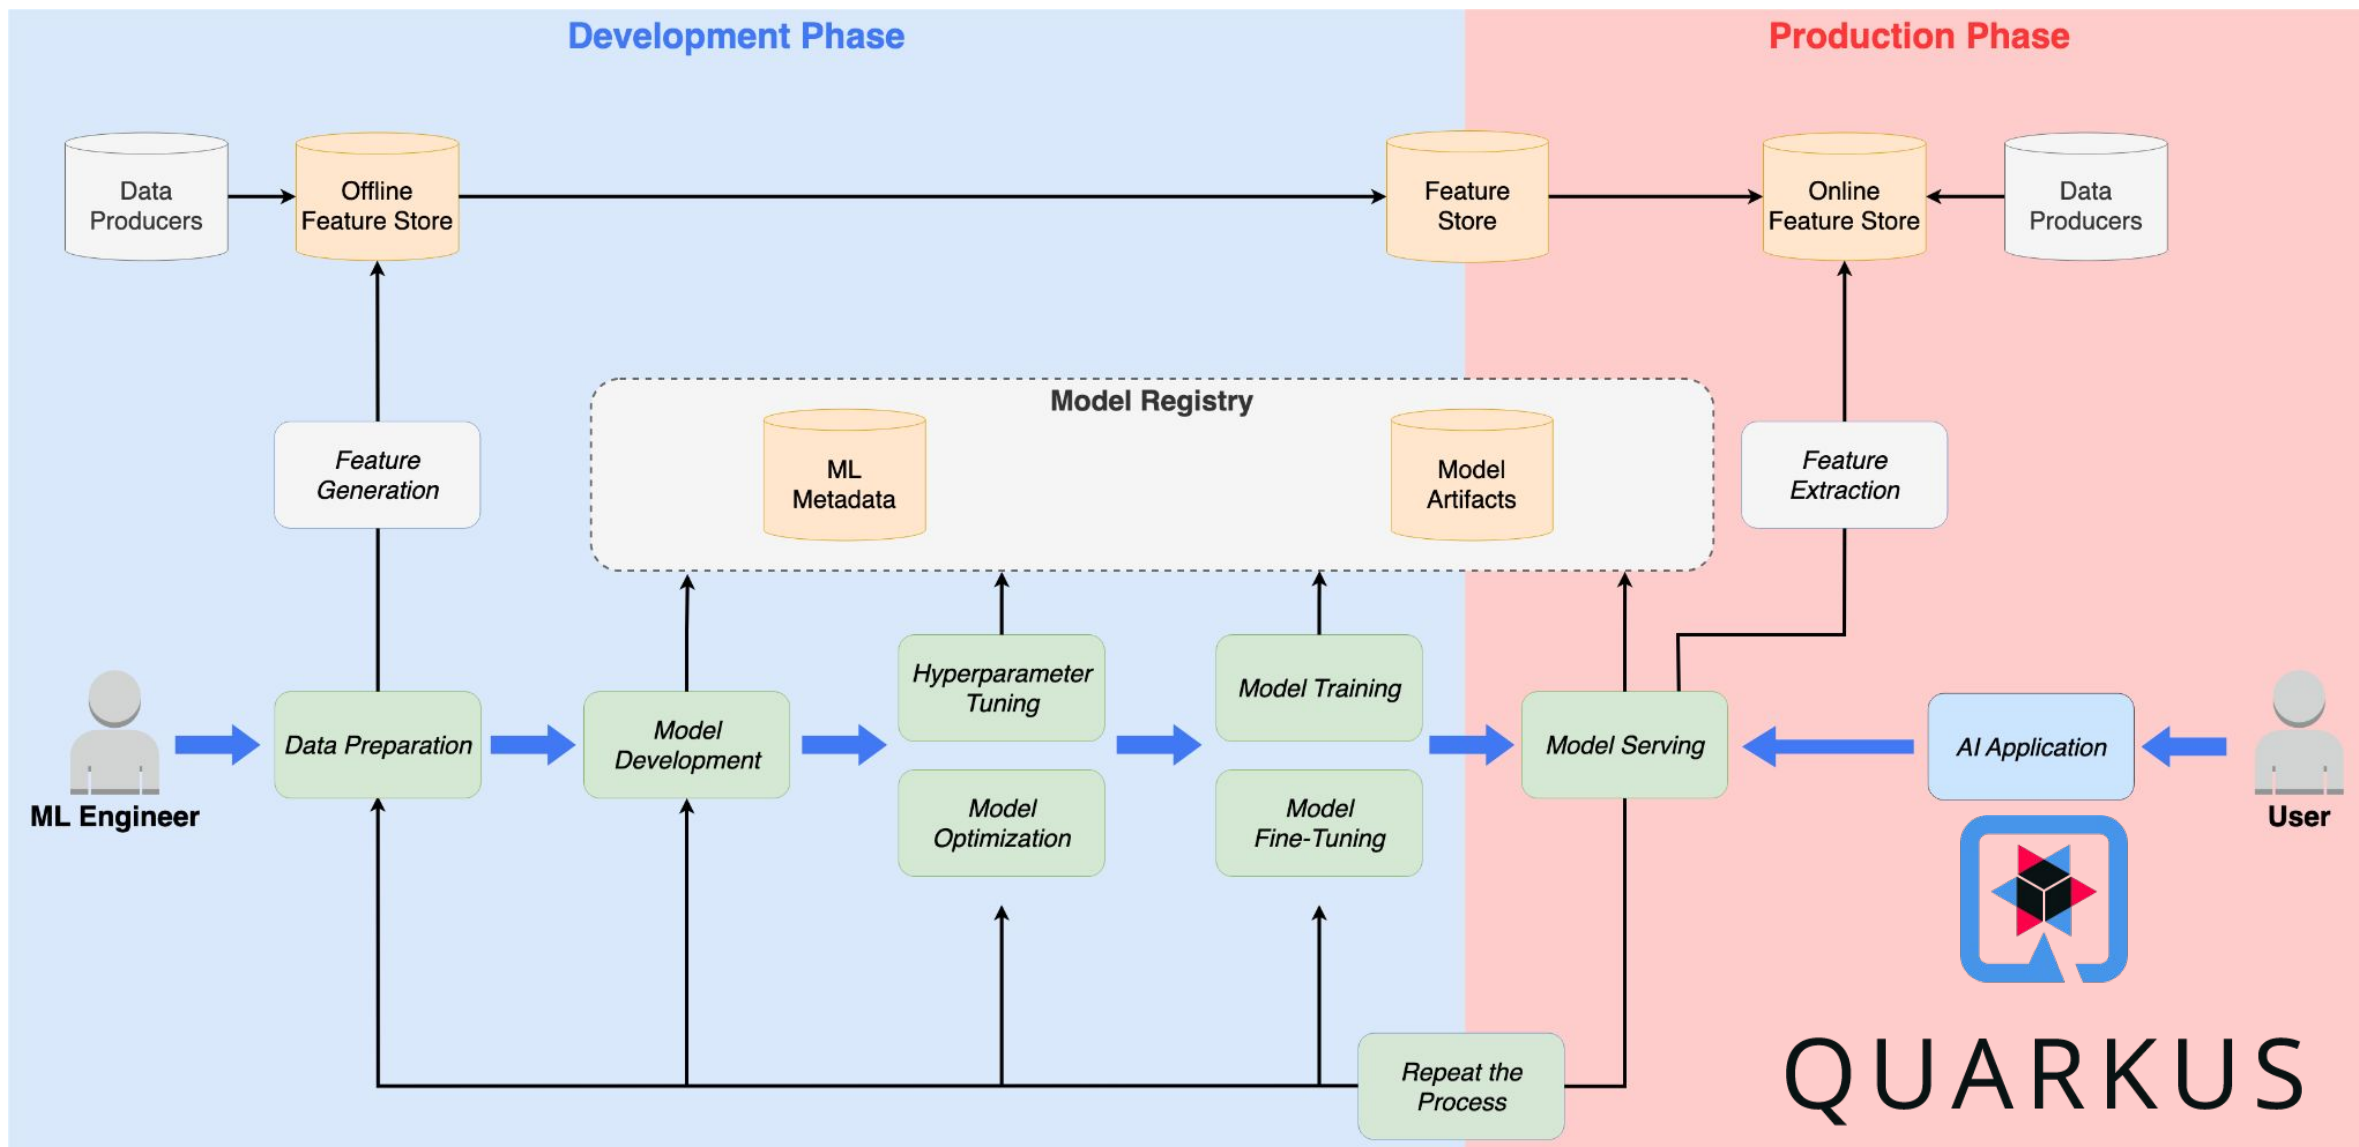 Development Phase
Production Phase
Data
Producers
Offline
Feature Store
Feature
Store
Online
Feature Store
Data
Producers
Model Registry
Feature
Generation
ML
Metadata
Model
Artifacts
Feature
Extraction
ML Engineer
Data Preparation
Model
Development
Hyperparameter
Tuning
Model
Optimization
Model Training
Model
Fine-Tuning
Model Serving
AI Application
User
Repeat the
Process
QUARKUS